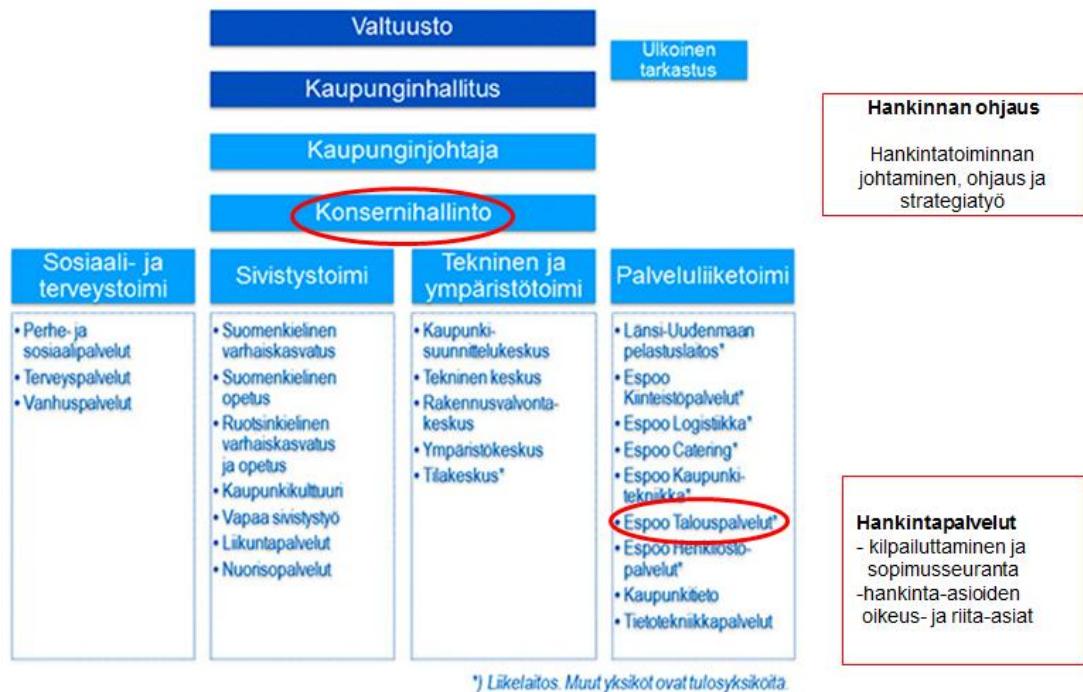 Valtuusto
Ulkoinen
tarkastus
Kaupunginhallitus
Kaupunginjohtaja
Konsernihallinto
Hankinnan ohjaus
Hankintatoiminnan
johtaminen, ohjaus ja
strategiatyö
Sosiaali- ja
terveystoimi
• Perhe- ja
sosiaalipalvelut
• Terveyspalvelut
• Vanhuspalvelut
Sivistystoimi
• Suomenkielinen
varhaiskasvatus
• Suomenkielinen
opetus
• Ruotsinkielinen
varhaiskasvatus
ja opetus
• Kaupunkikulttuuri
• Vapaa sivistystyö
• Liikuntapalvelut
• Nuorisopalvelut
Tekninen ja
ympäristötoimi
• Kaupunki-
suunnittelukeskus
• Tekninen keskus
• Rakennusvalvonta-
keskus
• Ympäristökeskus
• Tilakeskus*
Palveluliiketoimi
• Länsi-Uudenmaan
pelastuslaitos*
• Espoo
Kiinteistöpalvelut*
• Espoo Logistiikka*
• Espoo Catering*
• Espoo Kaupunki-
tekniikka*
• Espoo Talouspalvelut*
• Espoo Henkilöstö-
palvelut*
• Kaupunkitieto
• Tietotekniikkapalvelut
Hankintapalvelut
- kilpailuttaminen ja
sopimusseuranta
-hankinta-asioiden
oikeus- ja riita-asiat
*) Liikelaitos. Muut yksiköt ovat tulosyksiköitä.